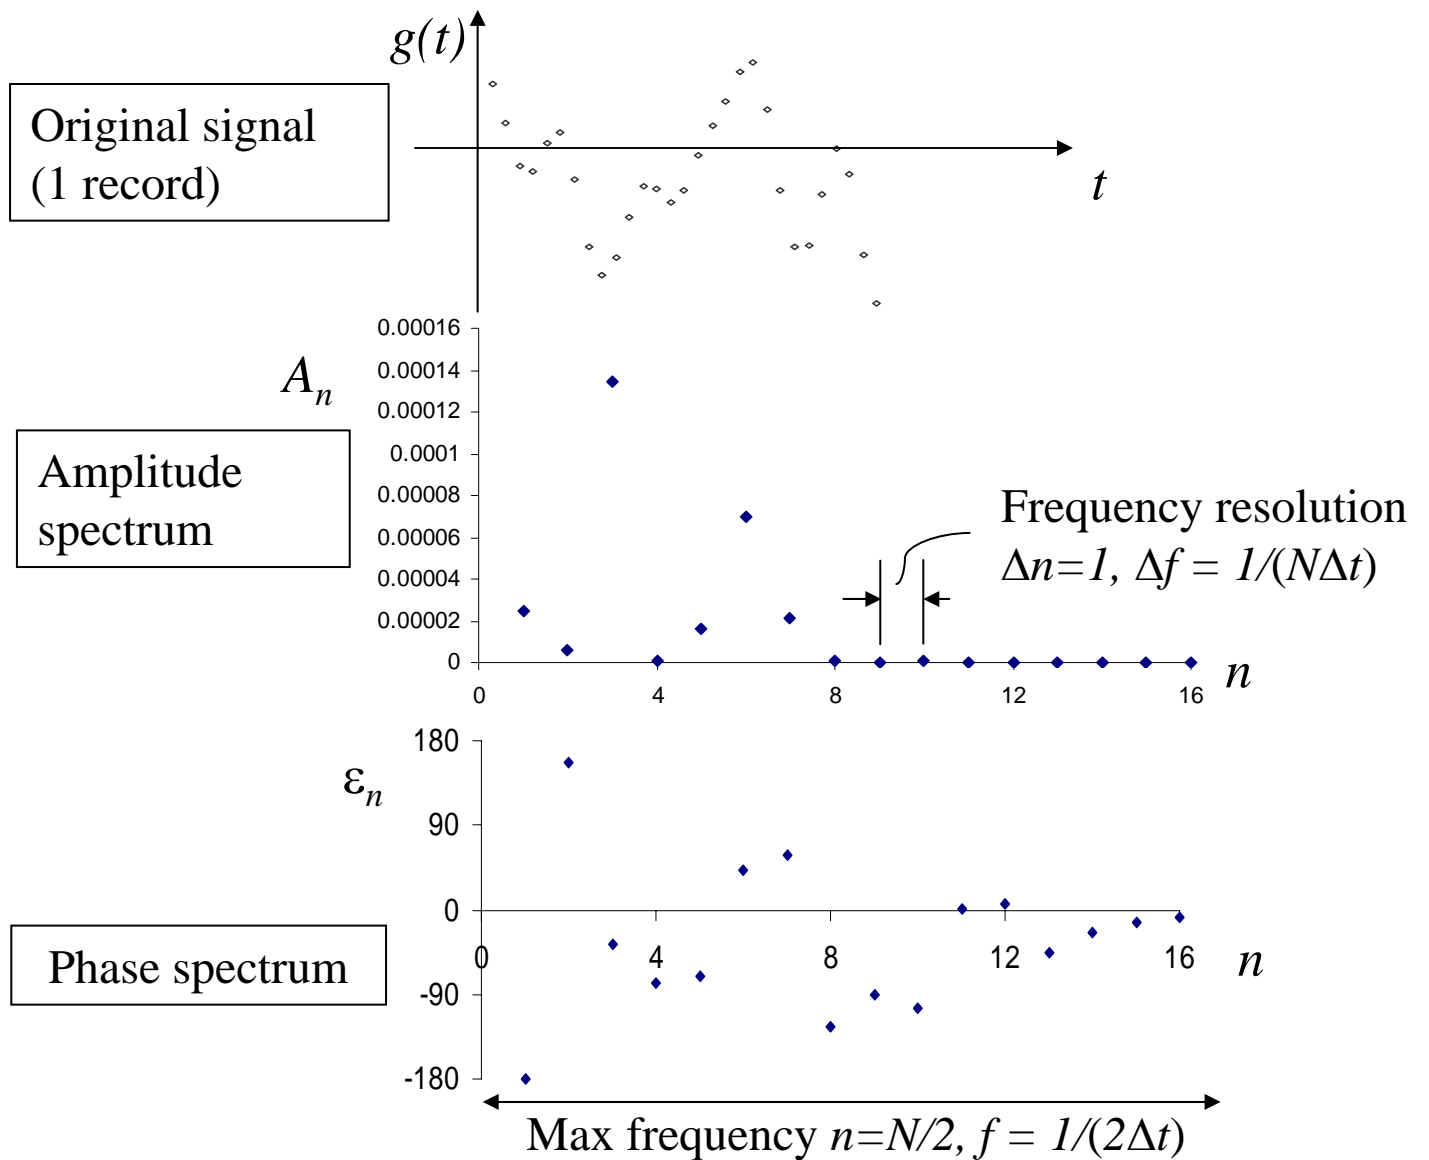 g(t)
Original signal
(1 record)
t
0.00016
0.00014
0.00012
0.0001
0.00008
0.00006
0.00004
0.00002
0
Aₙ
Amplitude
spectrum
Frequency resolution
Δn=1, Δf = 1/(NΔt)
0 4 8 12 16
n
180
90
0
-90
-180
εₙ
Phase spectrum
0 4 8 12 16
n
Max frequency n=N/2, f = 1/(2Δt)